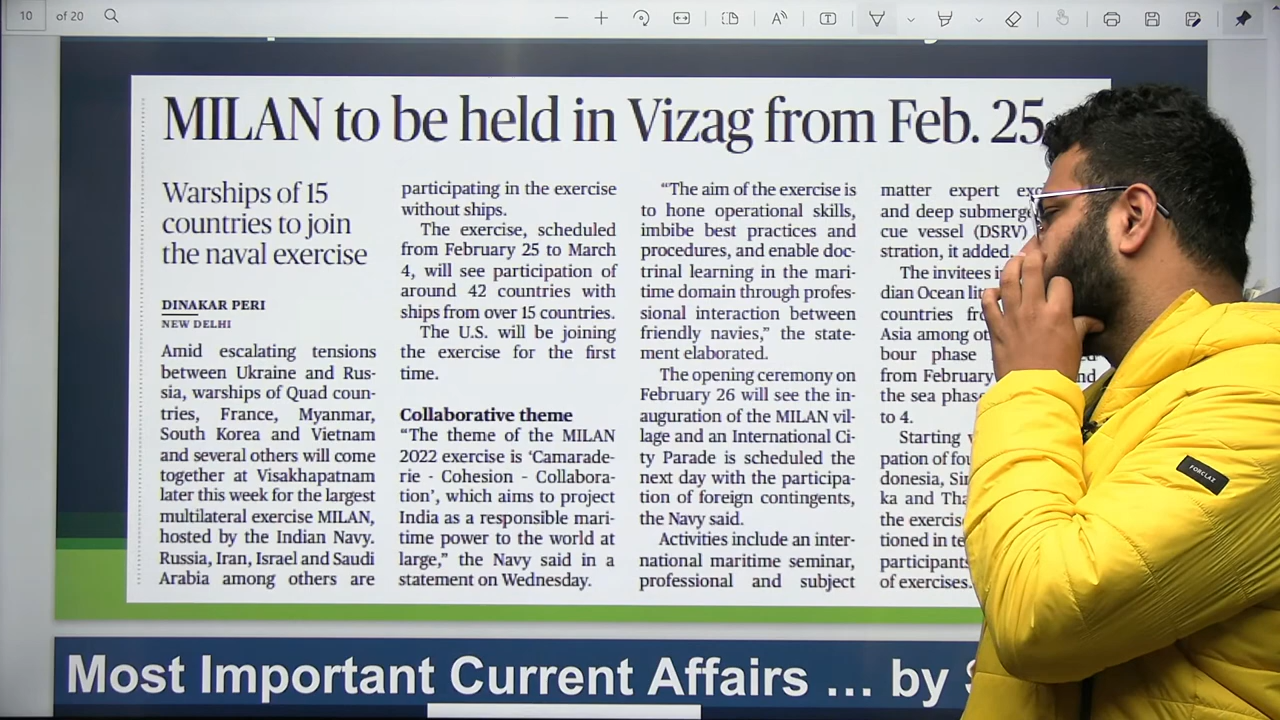 10 of 20
MILAN to be held in Vizag from Feb. 25
Warships of 15
countries to join
the naval exercise
DINAKAR PERI
NEW DELHI
Amid escalating tensions
between Ukraine and Rus-
sia, warships of Quad coun-
tries, France, Myanmar,
South Korea and Vietnam
and several others will come
together at Visakhapatnam
later this week for the largest
multilateral exercise MILAN,
hosted by the Indian Navy.
Russia, Iran, Israel and Saudi
Arabia among others are
participating in the exercise
without ships.
The exercise, scheduled
from February 25 to March
4, will see participation of
around 42 countries with
ships from over 15 countries.
The U.S. will be joining
the exercise for the first
time.
Collaborative theme
“The theme of the MILAN
2022 exercise is ‘Camarade-
rie - Cohesion - Collabora-
tion’, which aims to project
India as a responsible mari-
time power to the world at
large,” the Navy said in a
statement on Wednesday.
“The aim of the exercise is
to hone operational skills,
imbibe best practices and
procedures, and enable doc-
trinal learning in the mari-
time domain through profes-
sional interaction between
friendly navies,” the state-
ment elaborated.
The opening ceremony on
February 26 will see the in-
auguration of the MILAN vil-
lage and an International Ci-
ty Parade is scheduled the
next day with the participa-
tion of foreign contingents,
the Navy said.
Activities include an inter-
national maritime seminar,
professional and subject
matter expert
and deep
cue vessel (DSRV)
stration, it added.
The invitees
dian Ocean
countries
Asia among
bour phase
from February
the sea phase
to 4.
Starting
pation of
donesia,
ka and
the
tioned in
participants
of exercises.
Most Important Current Affairs ... by
FORCLAZ